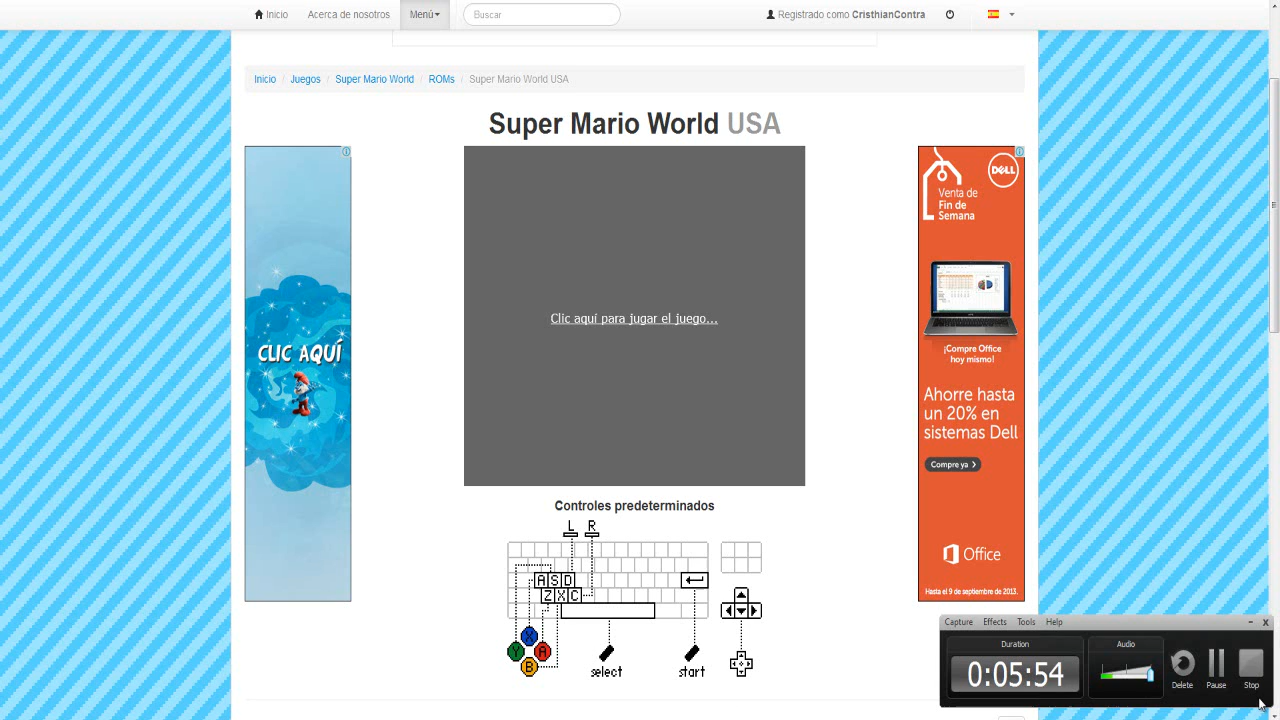 Inicio Acerca de nosotros Menú Buscar Registrado como CristhianContra
Inicio / Juegos / Super Mario World / ROMs / Super Mario World USA
Super Mario World USA
CLIC AQUÍ
Clic aquí para jugar el juego...
DELL
Venta de
Fin de
Semana
¡Compre Office
hoy mismo!
Ahorre hasta
un 20% en
sistemas Dell
Compre ya
Office
Hasta el 9 de septiembre de 2013.
Controles predeterminados
L R
A S D
Z X C
X
Y A
B
select start
Capture Effects Tools Help
Duration Audio
0:05:54
Delete Pause Stop